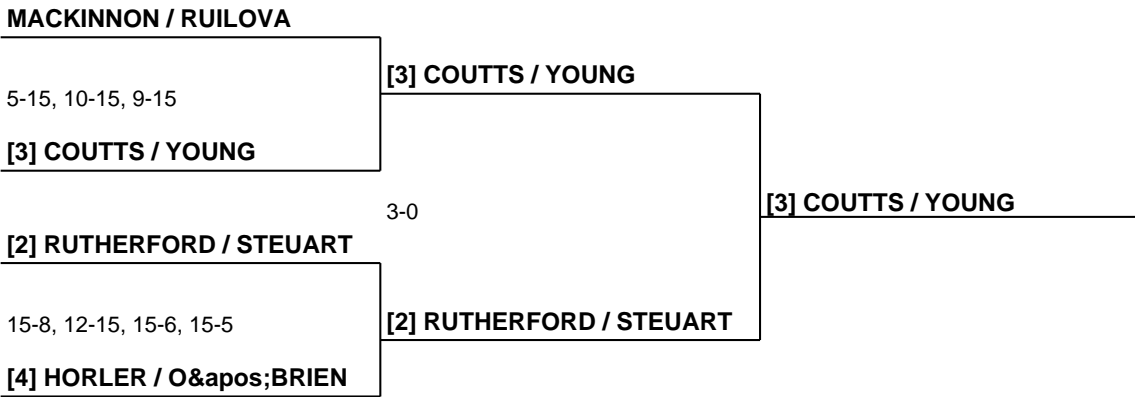 MACKINNON / RUILOVA
[3] COUTTS / YOUNG
5-15, 10-15, 9-15
[3] COUTTS / YOUNG
[3] COUTTS / YOUNG
3-0
[2] RUTHERFORD / STEUART
[2] RUTHERFORD / STEUART
15-8, 12-15, 15-6, 15-5
[4] HORLER / O&apos;BRIEN